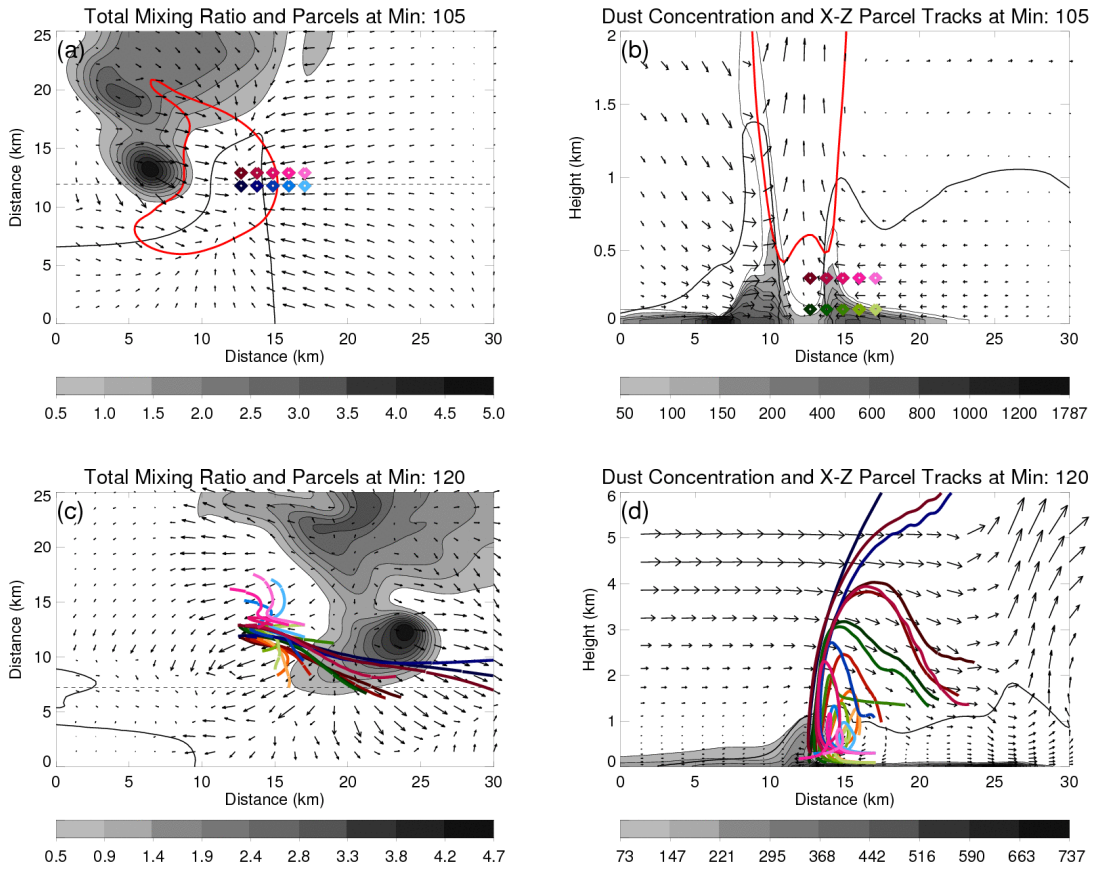 Total Mixing Ratio and Parcels at Min: 105
(a)
25
20
15
10
5
0
Distance (km)
0 5 10 15 20 25 30
Distance (km)
0.5 1.0 1.5 2.0 2.5 3.0 3.5 4.0 4.5 5.0
Dust Concentration and X-Z Parcel Tracks at Min: 105
(b)
2
1.5
1
0.5
0
Height (km)
0 5 10 15 20 25 30
Distance (km)
50 100 150 200 400 600 800 1000 1200 1787
Total Mixing Ratio and Parcels at Min: 120
(c)
25
20
15
10
5
0
Distance (km)
0 5 10 15 20 25 30
Distance (km)
0.5 0.9 1.4 1.9 2.4 2.8 3.3 3.8 4.2 4.7
Dust Concentration and X-Z Parcel Tracks at Min: 120
(d)
6
5
4
3
2
1
0
Height (km)
0 5 10 15 20 25 30
Distance (km)
73 147 221 295 368 442 516 590 663 737